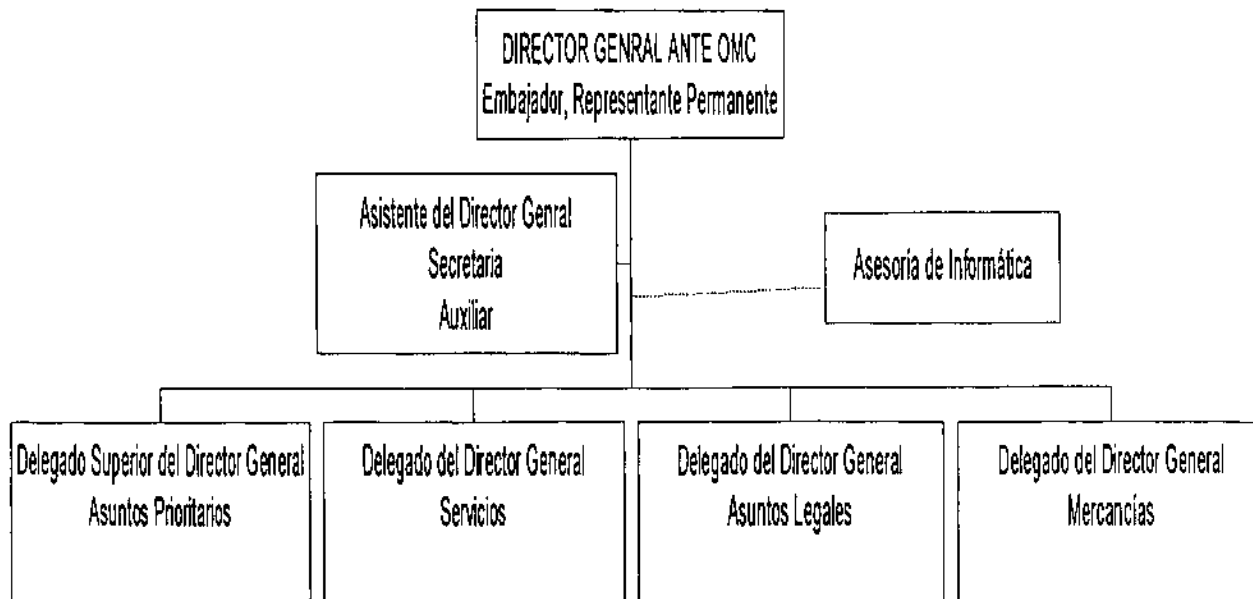 DIRECTOR GENRAL ANTE OMC
Embajador, Representante Permanente
Asistente del Director Genral
Secretaria
Auxiliar
Asesoria de Informática
Delegado Superior del Director General
Asuntos Prioritarios
Delegado del Director General
Servicios
Delegado del Director General
Asuntos Legales
Delegado del Director General
Mercancías